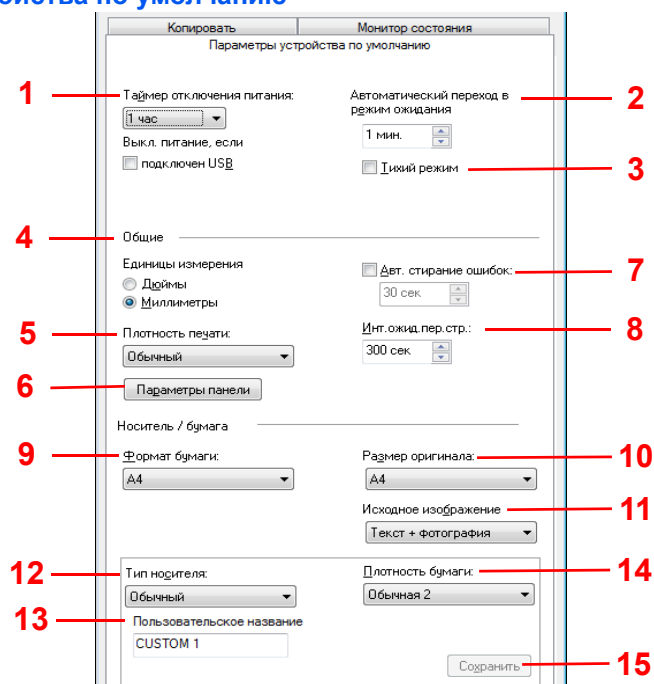 йства по умолчанию
Копировать
Монитор состояния
Параметры устройства по умолчанию
1
Таймер отключения питания:
1 час
Выкл. питание, если
подключен USB
Автоматический переход в
режим ожидания
2
1 мин.
Тихий режим
3
4
Общие
Единицы измерения
Дюймы
Миллиметры
Авт. стирание ошибок:
7
30 сек
5
Плотность печати:
Обычный
Инт.ожид.пер.стр.:
8
300 сек
6
Параметры панели
Носитель / бумага
9
Формат бумаги:
A4
Размер оригинала:
10
A4
Исходное изображение
11
Текст + фотография
12
Тип носителя:
Обычный
Плотность бумаги:
14
Обычная 2
13
Пользовательское название
CUSTOM 1
Сохранить
15